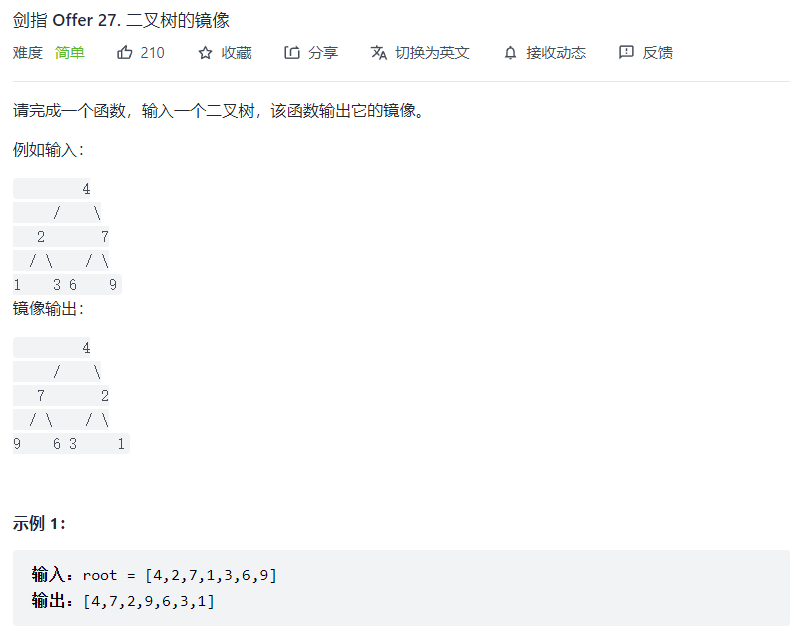 剑指 Offer 27. 二叉树的镜像
难度 简单 210 收藏 分享 切换为英文 接收动态 反馈
请完成一个函数，输入一个二叉树，该函数输出它的镜像。
例如输入：
4
/ \
2 7
/ \ / \
1 3 6 9
镜像输出：
4
/ \
7 2
/ \ / \
9 6 3 1
示例 1：
输入：root = [4,2,7,1,3,6,9]
输出：[4,7,2,9,6,3,1]